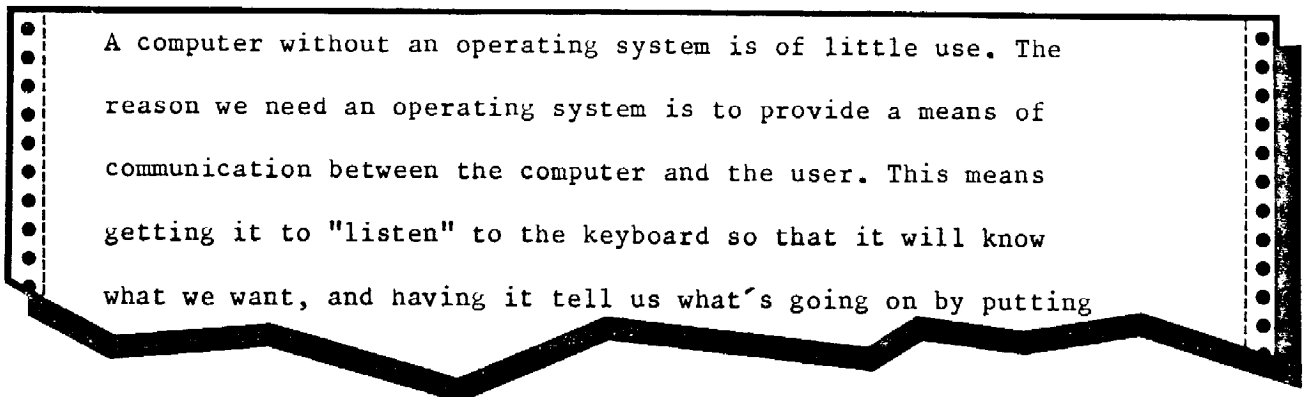 A computer without an operating system is of little use. The
reason we need an operating system is to provide a means of
communication between the computer and the user. This means
getting it to "listen" to the keyboard so that it will know
what we want, and having it tell us what´s going on by putting